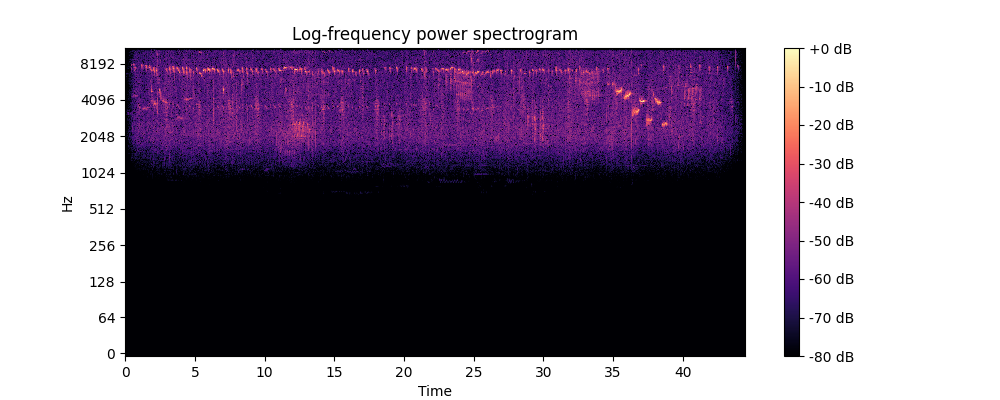 Log-frequency power spectrogram
Hz
8192
4096
2048
1024
512
256
128
64
0
0 5 10 15 20 25 30 35 40
Time
+0 dB
-10 dB
-20 dB
-30 dB
-40 dB
-50 dB
-60 dB
-70 dB
-80 dB